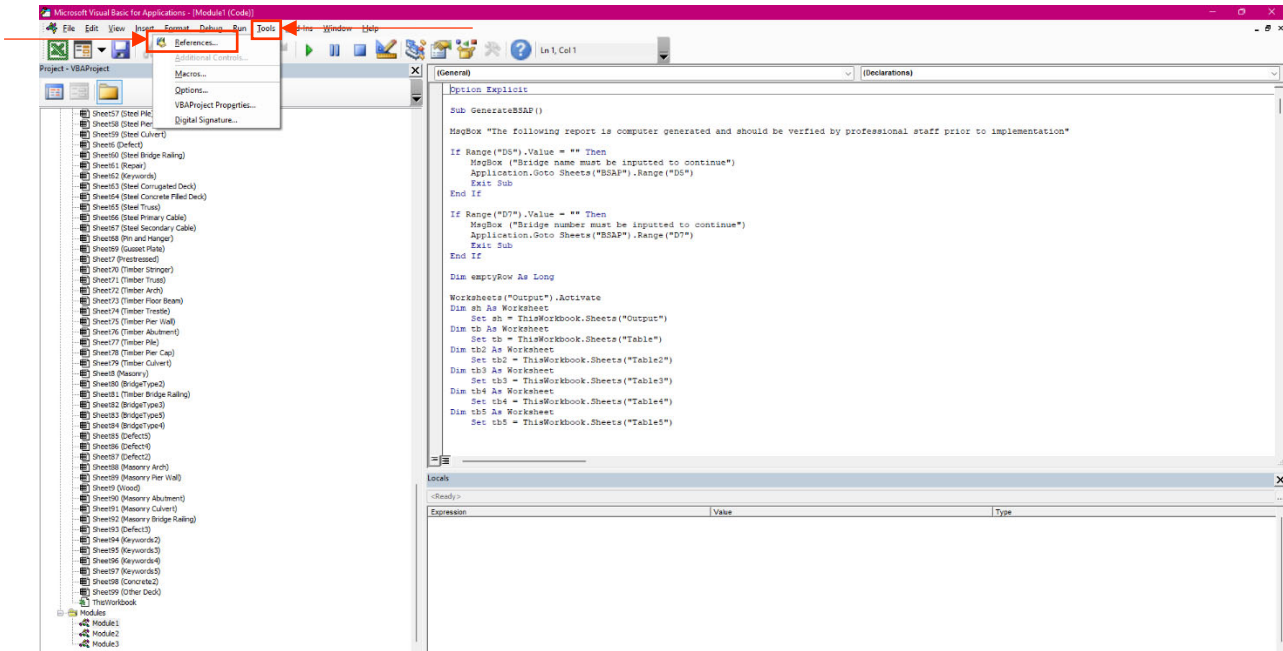 Microsoft Visual Basic for Applications - [Module1 (Code)]
File Edit View Insert Format Debug Run Tools Add-Ins Window Help
References...
Additional Controls...
Macros...
Options...
VBAProject Properties...
Digital Signature...
Ln 1, Col 1
Project - VBAProject
Sheet57 (Steel Pile
Sheet58 (Steel Pier
Sheet59 (Steel Culvert)
Sheet6 (Defect)
Sheet60 (Steel Bridge Railing)
Sheet61 (Repair)
Sheet62 (Keywords)
Sheet63 (Steel Corrugated Deck)
Sheet64 (Steel Concrete Filled Deck)
Sheet65 (Steel Truss)
Sheet66 (Steel Primary Cable)
Sheet67 (Steel Secondary Cable)
Sheet68 (Pin and Hanger)
Sheet69 (Gusset Plate)
Sheet7 (Prestressed)
Sheet70 (Timber Stringer)
Sheet71 (Timber Truss)
Sheet72 (Timber Arch)
Sheet73 (Timber Floor Beam)
Sheet74 (Timber Trestle)
Sheet75 (Timber Pier Wall)
Sheet76 (Timber Abutment)
Sheet77 (Timber Pile)
Sheet78 (Timber Pier Cap)
Sheet79 (Timber Culvert)
Sheet8 (Masonry)
Sheet80 (BridgeType2)
Sheet81 (Timber Bridge Railing)
Sheet82 (BridgeType3)
Sheet83 (BridgeType5)
Sheet84 (BridgeType4)
Sheet85 (Defect5)
Sheet86 (Defect4)
Sheet87 (Defect2)
Sheet88 (Masonry Arch)
Sheet89 (Masonry Pier Wall)
Sheet9 (Wood)
Sheet90 (Masonry Abutment)
Sheet91 (Masonry Culvert)
Sheet92 (Masonry Bridge Railing)
Sheet93 (Defect3)
Sheet94 (Keywords2)
Sheet95 (Keywords3)
Sheet96 (Keywords4)
Sheet97 (Keywords5)
Sheet98 (Concrete2)
Sheet99 (Other Deck)
ThisWorkbook
Modules
Module1
Module2
Module3
(General)
(Declarations)
Option Explicit
Sub GenerateBSAP()
MsgBox "The following report is computer generated and should be verfied by professional staff prior to implementation"
If Range("D5").Value = "" Then
MsgBox ("Bridge name must be inputted to continue")
Application.Goto Sheets("BSAP").Range("D5")
Exit Sub
End If
If Range("D7").Value = "" Then
MsgBox ("Bridge number must be inputted to continue")
Application.Goto Sheets("BSAP").Range("D7")
Exit Sub
End If
Dim emptyRow As Long
Worksheets("Output").Activate
Dim sh As Worksheet
Set sh = ThisWorkbook.Sheets("Output")
Dim tb As Worksheet
Set tb = ThisWorkbook.Sheets("Table")
Dim tb2 As Worksheet
Set tb2 = ThisWorkbook.Sheets("Table2")
Dim tb3 As Worksheet
Set tb3 = ThisWorkbook.Sheets("Table3")
Dim tb4 As Worksheet
Set tb4 = ThisWorkbook.Sheets("Table4")
Dim tb5 As Worksheet
Set tb5 = ThisWorkbook.Sheets("Table5")
Locals
<Ready>
Expression Value Type